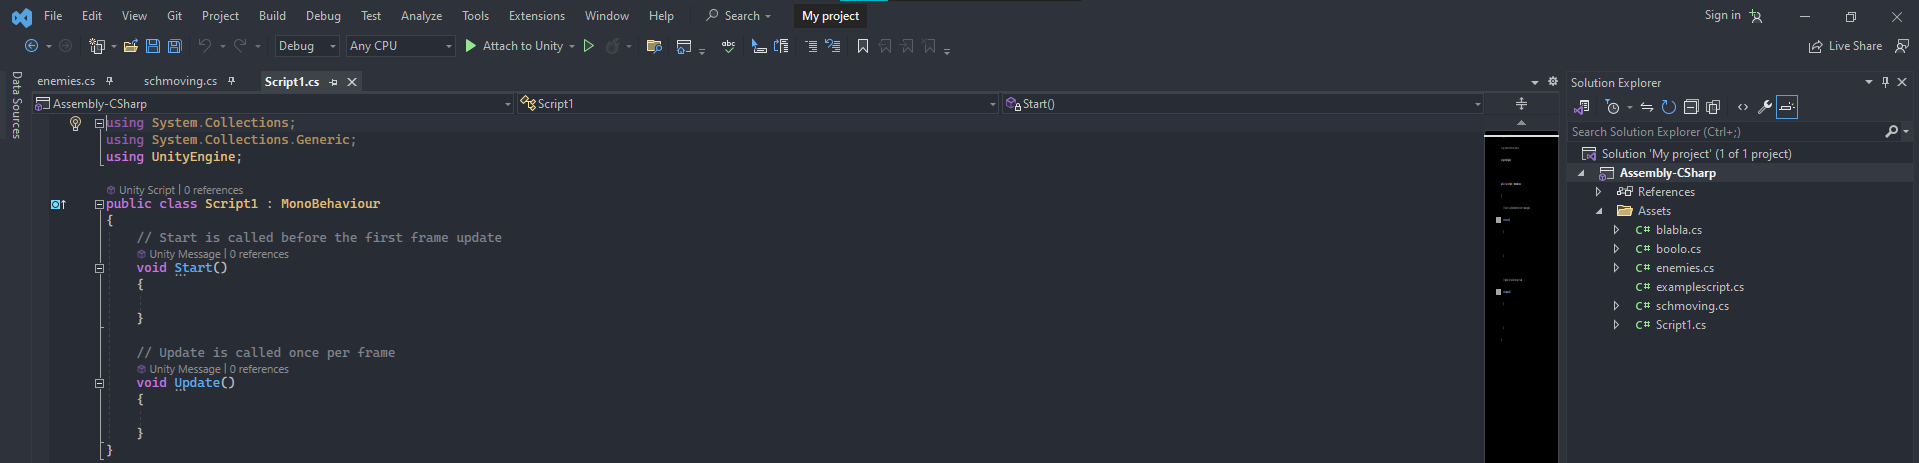 File Edit View Git Project Build Debug Test Analyze Tools Extensions Window Help Search My project Sign in
Debug Any CPU Attach to Unity abc Live Share
Data Sources
enemies.cs schmoving.cs Script1.cs
Assembly-CSharp Script1 Start()
using System.Collections;
using System.Collections.Generic;
using UnityEngine;
Unity Script | 0 references
public class Script1 : MonoBehaviour
{
// Start is called before the first frame update
Unity Message | 0 references
void Start()
{
}
// Update is called once per frame
Unity Message | 0 references
void Update()
{
}
}
Solution Explorer
Search Solution Explorer (Ctrl+;)
Solution 'My project' (1 of 1 project)
Assembly-CSharp
References
Assets
C# blabla.cs
C# boolo.cs
C# enemies.cs
C# examplescript.cs
C# schmoving.cs
C# Script1.cs